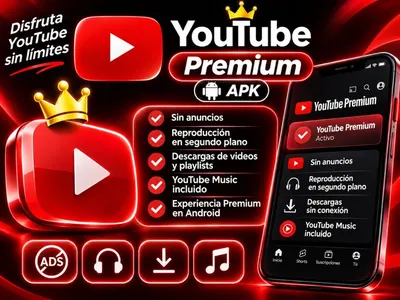 Disfruta
YouTube
sin límites
YouTube
Premium
APK
Sin anuncios
Reproducción
en segundo plano
Descargas de videos
y playlists
YouTube Music
incluido
Experiencia Premium
en Android
ADS
YouTube Premium
YouTube Premium
Activo
Sin anuncios
Reproducción
en segundo plano
Descargas
sin conexión
YouTube Music
incluido
Inicio
Shorts
Suscripciones
Tú